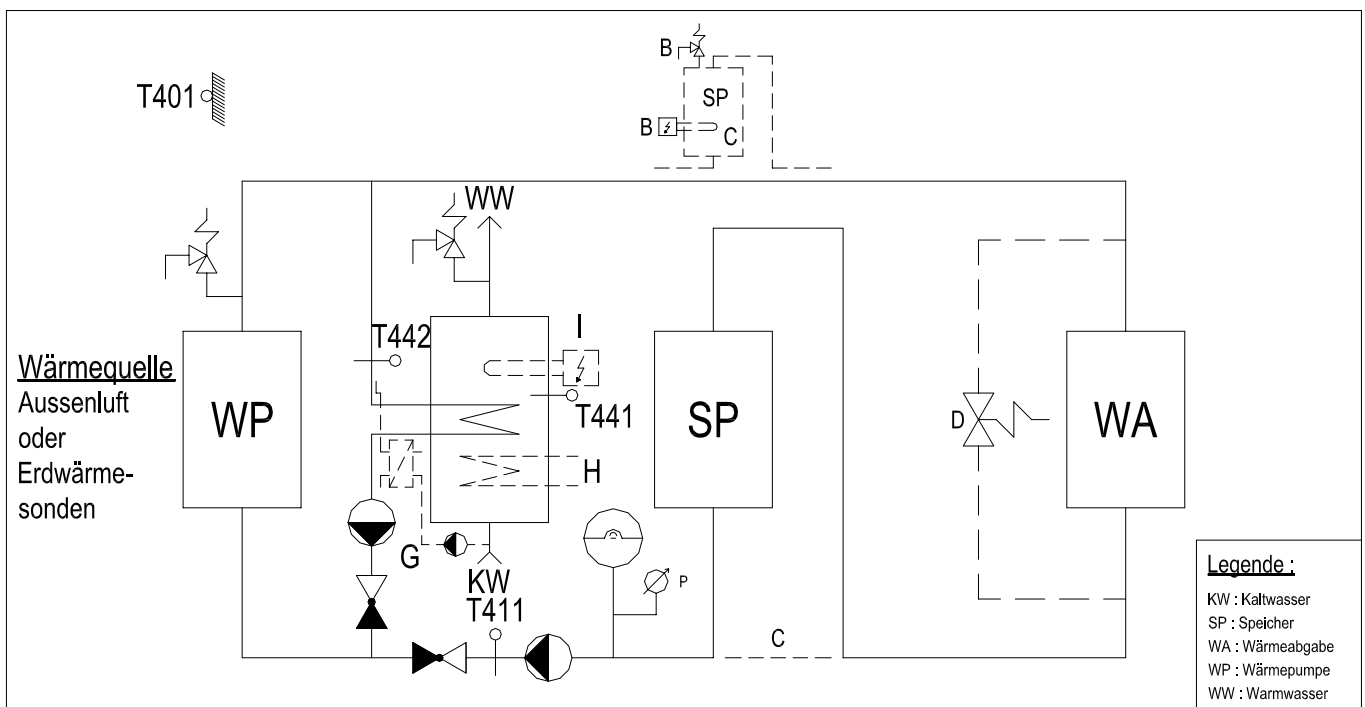 B
SP
B
C
T401
WW
T442
I
T441
Wärmequelle
Aussenluft
oder
Erdwärme-
sonden
WP
SP
D
WA
H
G
KW
T411
P
C
Legende :
KW : Kaltwasser
SP : Speicher
WA : Wärmeabgabe
WP : Wärmepumpe
WW : Warmwasser